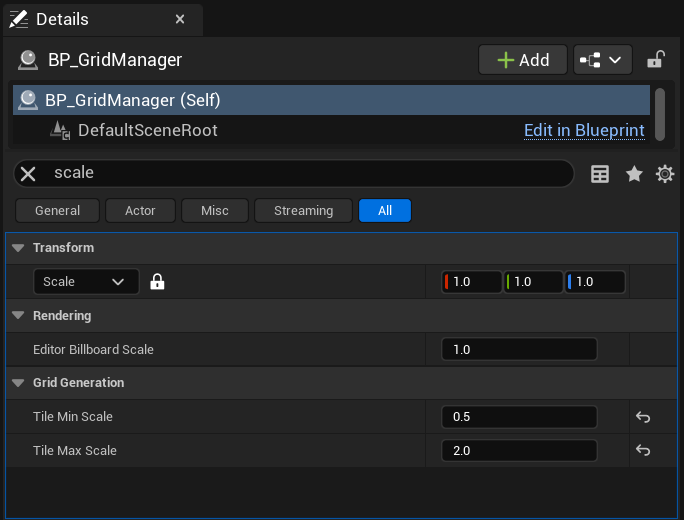 Details
BP_GridManager
Add
BP_GridManager (Self)
DefaultSceneRoot Edit in Blueprint
scale
General Actor Misc Streaming All
Transform
Scale 1.0 1.0 1.0
Rendering
Editor Billboard Scale 1.0
Grid Generation
Tile Min Scale 0.5
Tile Max Scale 2.0